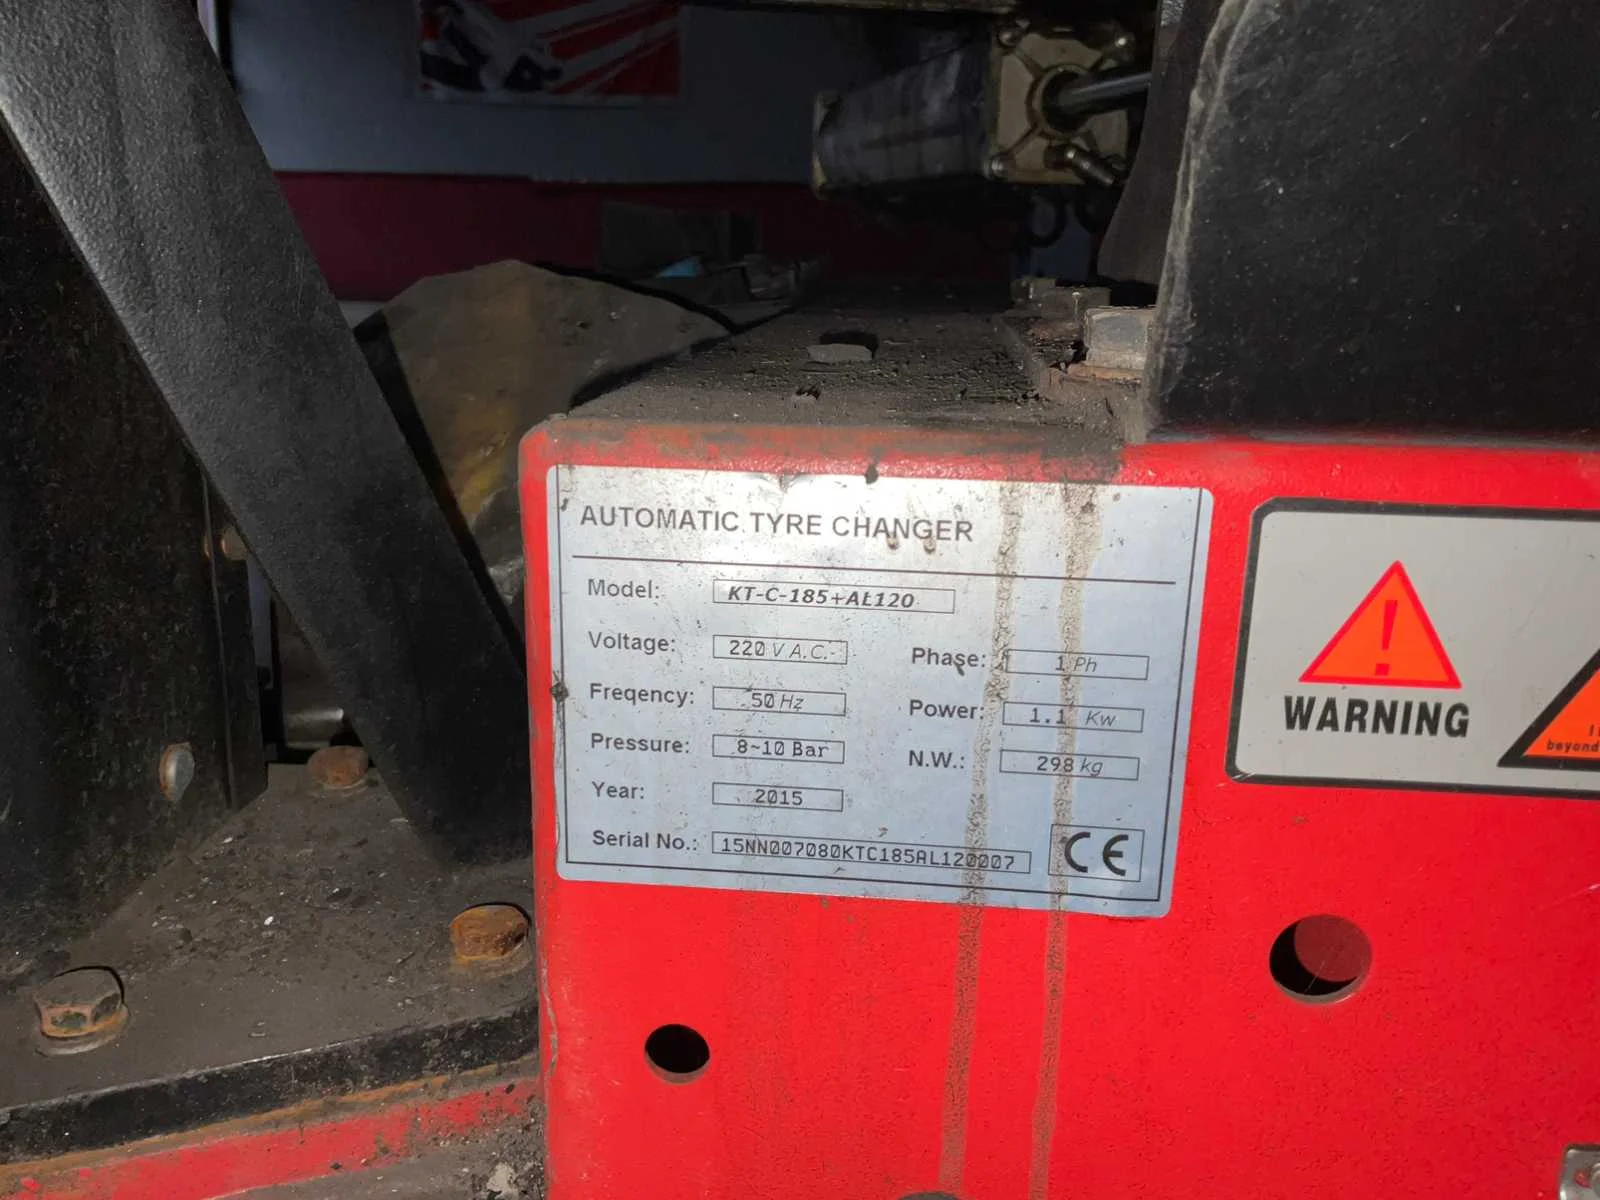 AUTOMATIC TYRE CHANGER
Model: KT-C-185+AL120
Voltage: 220 V A.C. Phase: 1 Ph
Freqency: 50 Hz Power: 1.1 Kw
Pressure: 8~10 Bar N.W.: 298 kg
Year: 2015
Serial No.: 15NN007080KTC185AL120007 CE
!
WARNING
beyond